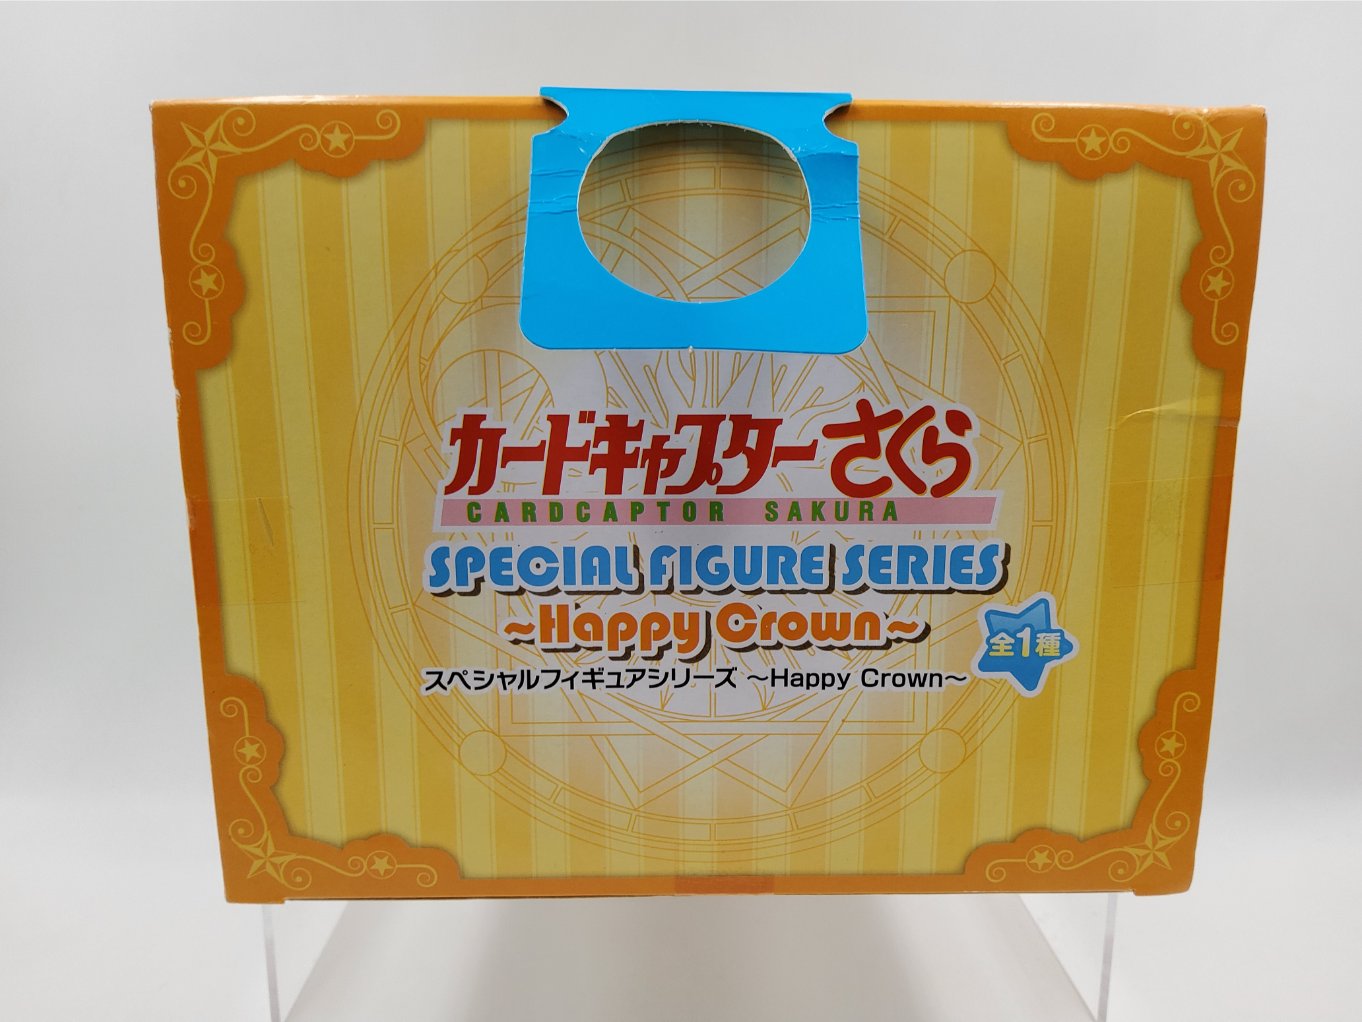 カードキャプターさくら
CARDCAPTOR SAKURA
SPECIAL FIGURE SERIES
~Happy Crown~
全1種
スペシャルフィギュアシリーズ ~Happy Crown~